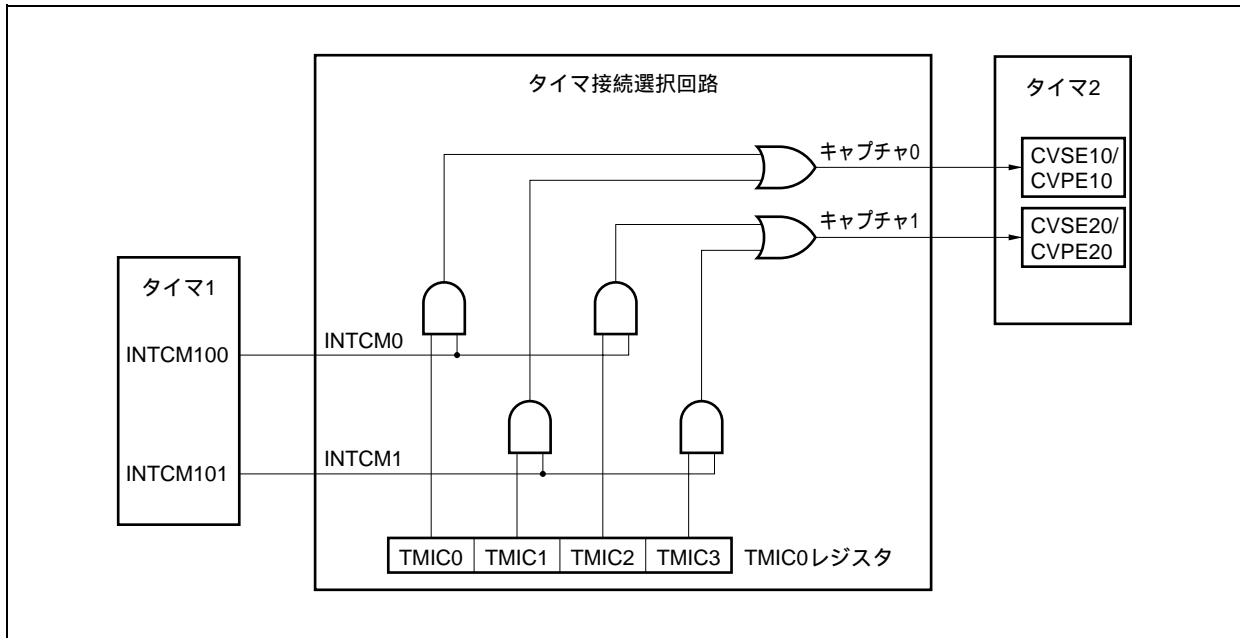 タイマ接続選択回路
タイマ2
キャプチャ0
CVSE10/
CVPE10
キャプチャ1
CVSE20/
CVPE20
タイマ1
INTCM100
INTCM0
INTCM101
INTCM1
TMIC0 TMIC1 TMIC2 TMIC3 TMIC0レジスタ